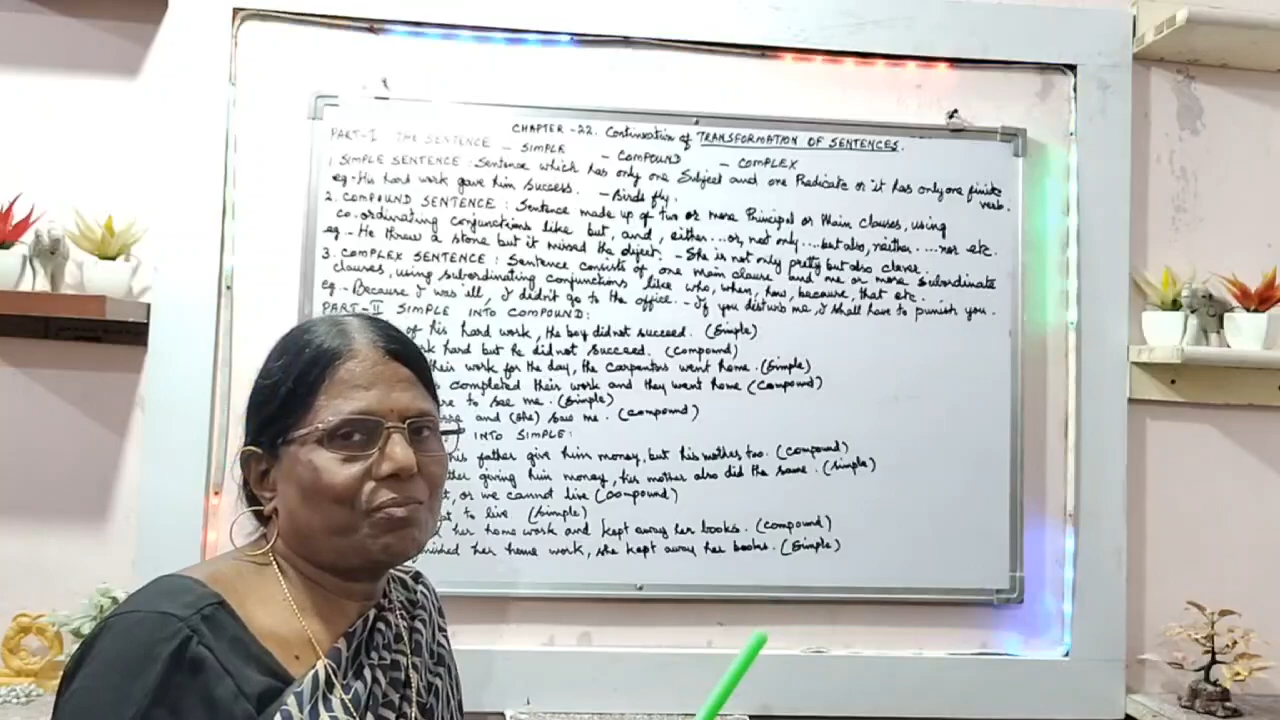 CHAPTER -22. Continuation of TRANSFORMATION OF SENTENCES.
PART-I THE SENTENCE - SIMPLE - COMPOUND - COMPLEX
1. SIMPLE SENTENCE: Sentence which has only one Subject and one Predicate or it has only one finite verb.
eg - His hard work gave him success. - Birds fly.
2. COMPOUND SENTENCE: Sentence made up of two or more Principal or Main clauses, using
co-ordinating conjunctions like but, and, either...or, not only....but also, neither.....nor etc.
eg - He threw a stone but it missed the object. - She is not only pretty but also clever.
3. COMPLEX SENTENCE: Sentence consists of one main clause and one or more subordinate
clauses, using subordinating conjunctions like who, when, how, because, that etc.
eg - Because I was ill, I didn't go to the office. - If you disturb me, I shall have to punish you.
PART-II SIMPLE INTO COMPOUND:
of his hard work, the boy did not succeed. (Simple)
hard but he did not succeed. (Compound)
their work for the day, the carpenters went home. (Simple)
completed their work and they went home (Compound)
to see me. (Simple)
and (she) saw me. (compound)
INTO SIMPLE:
his father give him money, but his mother too. (compound)
giving him money, his mother also did the same. (Simple)
or we cannot live (compound)
to live. (Simple)
her home work and kept away her books. (compound)
her home work, she kept away her books. (Simple)